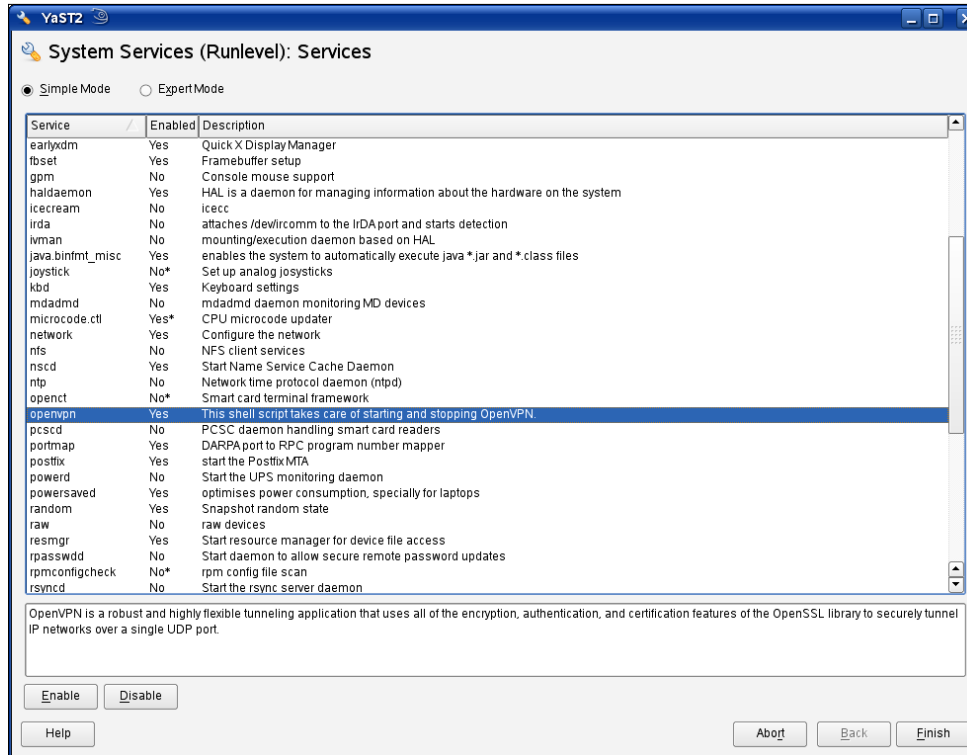 YaST2
System Services (Runlevel): Services
Simple Mode Expert Mode
Service Enabled Description
earlyxdm Yes Quick X Display Manager
fbset Yes Framebuffer setup
gpm No Console mouse support
haldaemon Yes HAL is a daemon for managing information about the hardware on the system
icecream No icecc
irda No attaches /dev/ircomm to the IrDA port and starts detection
ivman No mounting/execution daemon based on HAL
java.binfmt_misc Yes enables the system to automatically execute java *.jar and *.class files
joystick No* Set up analog josysticks
kbd Yes Keyboard settings
mdadmd No mdadmd daemon monitoring MD devices
microcode.ctl Yes* CPU microcode updater
network Yes Configure the network
nfs No NFS client services
nscd Yes Start Name Service Cache Daemon
ntp No Network time protocol daemon (ntpd)
openct No* Smart card terminal framework
openvpn Yes This shell script takes care of starting and stopping OpenVPN.
pcscd No PCSC daemon handling smart card readers
portmap Yes DARPA port to RPC program number mapper
postfix Yes start the Postfix MTA
powerd No Start the UPS monitoring daemon
powersaved Yes optimises power consumption, specially for laptops
random Yes Snapshot random state
raw No raw devices
resmgr Yes Start resource manager for device file access
rpasswdd No Start daemon to allow secure remote password updates
rpmconfigcheck No* rpm config file scan
rsyncd No Start the rsync server daemon
OpenVPN is a robust and highly flexible tunneling application that uses all of the encryption, authentication, and certification features of the OpenSSL library to securely tunnel
IP networks over a single UDP port.
Enable Disable
Help Abort Back Finish